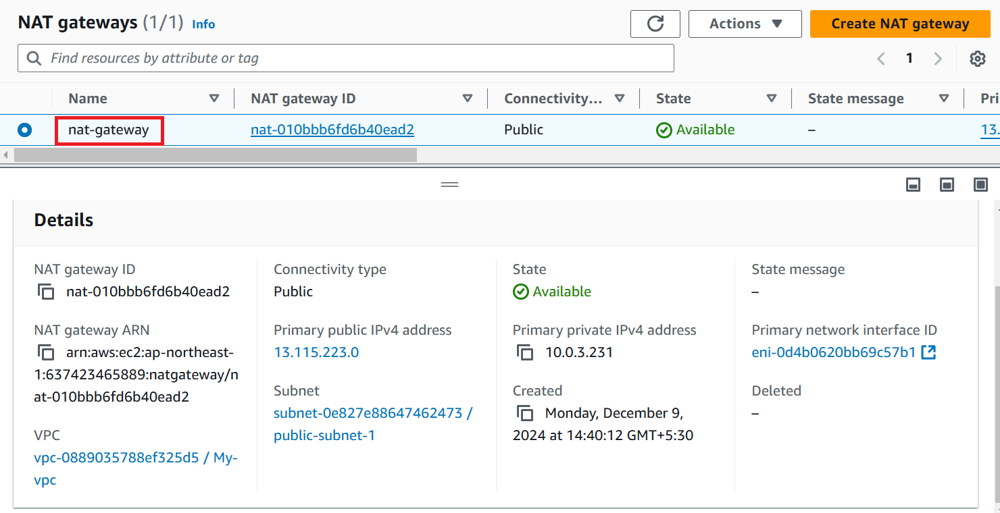 NAT gateways (1/1) Info
Actions
Create NAT gateway
Find resources by attribute or tag
1
Name NAT gateway ID Connectivity... State State message Pri
nat-gateway nat-010bbb6fd6b40ead2 Public Available – 13.
Details
NAT gateway ID
nat-010bbb6fd6b40ead2
NAT gateway ARN
arn:aws:ec2:ap-northeast-
1:637423465889:natgateway/n
at-010bbb6fd6b40ead2
VPC
vpc-0889035788ef325d5 / My-
vpc
Connectivity type
Public
Primary public IPv4 address
13.115.223.0
Subnet
subnet-0e827e88647462473 /
public-subnet-1
State
Available
Primary private IPv4 address
10.0.3.231
Created
Monday, December 9,
2024 at 14:40:12 GMT+5:30
State message
–
Primary network interface ID
eni-0d4b0620bb69c57b1
Deleted
–